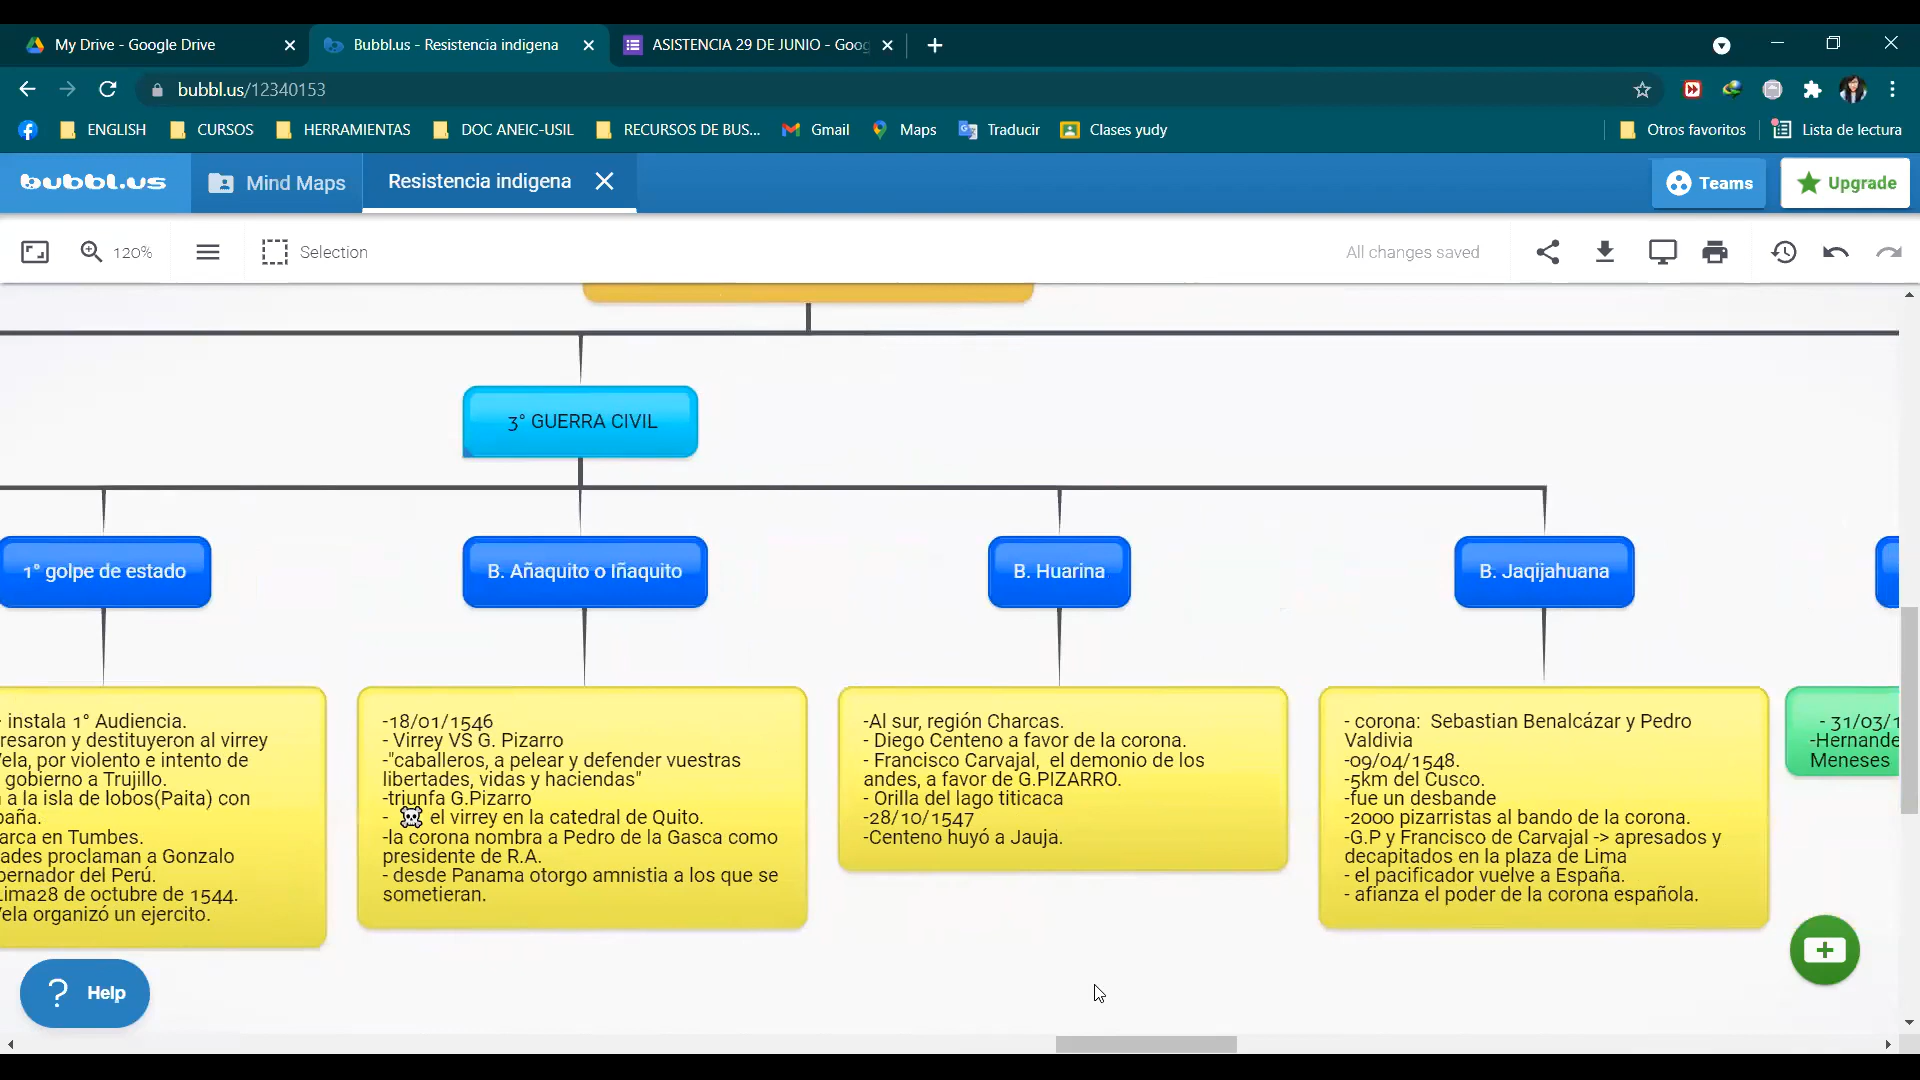 My Drive - Google Drive
Bubbl.us - Resistencia indigena
ASISTENCIA 29 DE JUNIO - Goog
bubbl.us/12340153
ENGLISH
CURSOS
HERRAMIENTAS
DOC ANEIC-USIL
RECURSOS DE BUS...
Gmail
Maps
Traducir
Clases yudy
Otros favoritos
Lista de lectura
bubbl.us
Mind Maps
Resistencia indigena
Teams
Upgrade
120%
Selection
All changes saved
3° GUERRA CIVIL
1° golpe de estado
B. Añaquito o Iñaquito
B. Huarina
B. Jaqijahuana
- instala 1° Audiencia.
resaron y destituyeron al virrey
Vela, por violento e intento de
gobierno a Trujillo.
a la isla de lobos(Paita) con
paña.
arca en Tumbes.
ades proclaman a Gonzalo
bernador del Perú.
Lima28 de octubre de 1544.
Vela organizó un ejercito.
-18/01/1546
- Virrey VS G. Pizarro
-"caballeros, a pelear y defender vuestras
libertades, vidas y haciendas"
-triunfa G.Pizarro
- ☠ el virrey en la catedral de Quito.
-la corona nombra a Pedro de la Gasca como
presidente de R.A.
- desde Panama otorgo amnistia a los que se
sometieran.
-Al sur, región Charcas.
- Diego Centeno a favor de la corona.
- Francisco Carvajal, el demonio de los
andes, a favor de G.PIZARRO.
- Orilla del lago titicaca
-28/10/1547
-Centeno huyó a Jauja.
- corona: Sebastian Benalcázar y Pedro
Valdivia
-09/04/1548.
-5km del Cusco.
-fue un desbande
-2000 pizarristas al bando de la corona.
-G.P y Francisco de Carvajal -> apresados y
decapitados en la plaza de Lima
- el pacificador vuelve a España.
- afianza el poder de la corona española.
- 31/03/1
-Hernande
Meneses
? Help